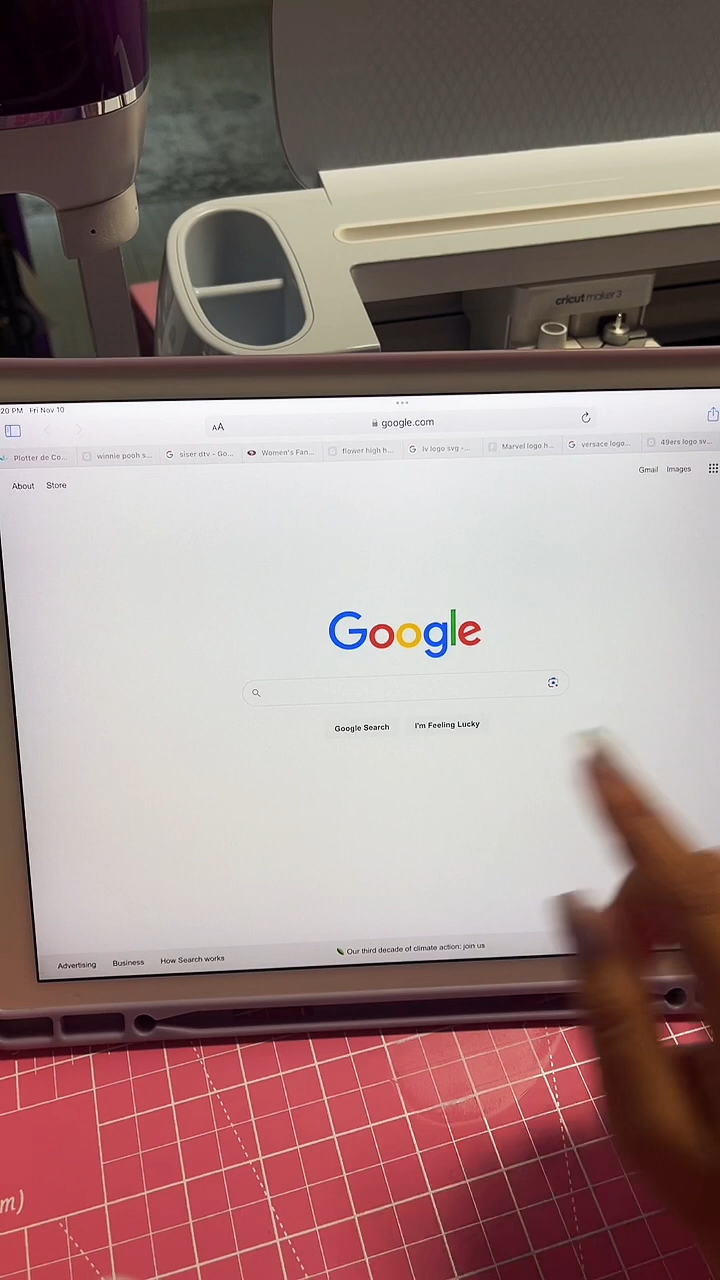 cricut maker 3
20 PM Fri Nov 10
AA
google.com
Plotter de Co...
winnie pooh s...
siser dtv - Go...
Women's Fan...
flower high h...
lv logo svg -...
Marvel logo h...
versace logo...
49ers logo sv...
About Store
Gmail Images
Google
Google Search I'm Feeling Lucky
Our third decade of climate action: join us
Advertising Business How Search works
m)